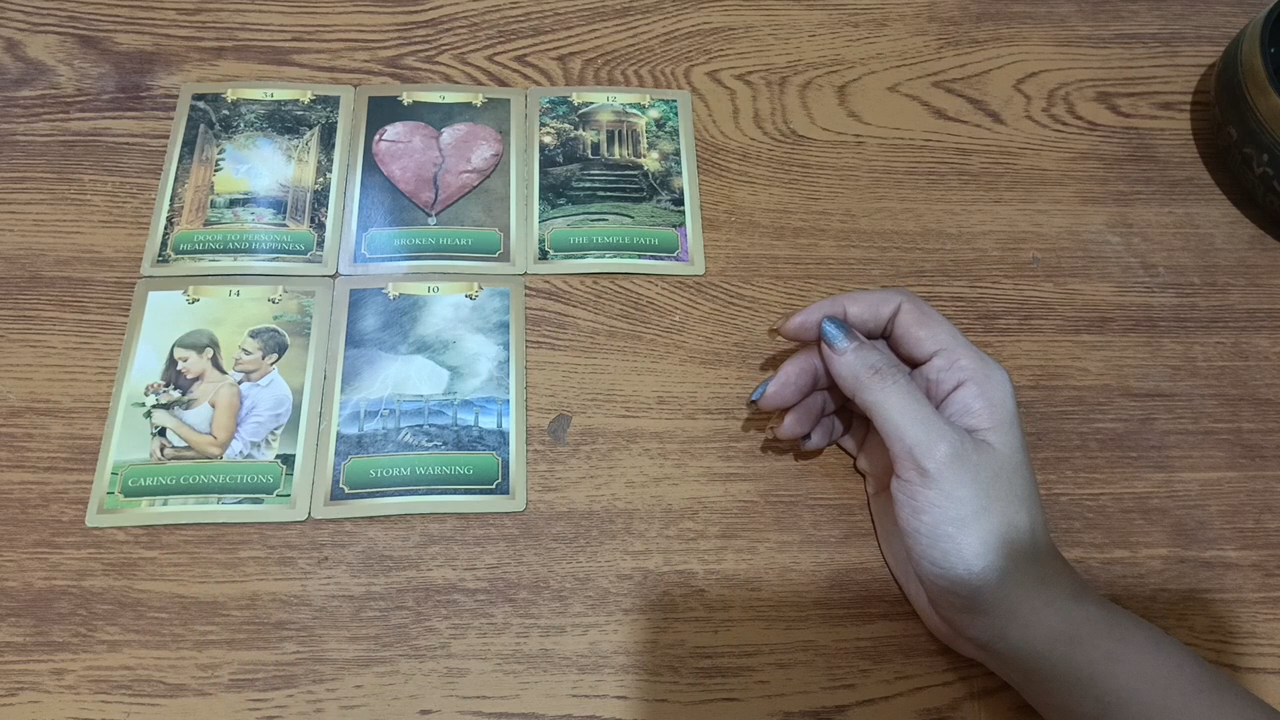 34
DOOR TO PERSONAL
HEALING AND HAPPINESS
9
BROKEN HEART
12
THE TEMPLE PATH
14
CARING CONNECTIONS
10
STORM WARNING